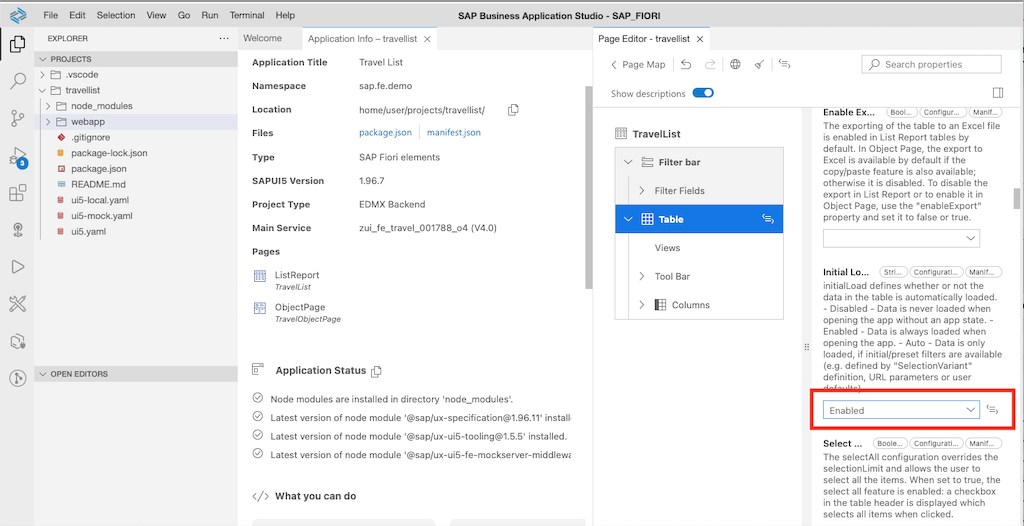 File Edit Selection View Go Run Terminal Help
SAP Business Application Studio - SAP_FIORI
EXPLORER
PROJECTS
.vscode
travellist
node_modules
webapp
.gitignore
package-lock.json
package.json
README.md
ui5-local.yaml
ui5-mock.yaml
ui5.yaml
OPEN EDITORS
3
Welcome
Application Info – travellist
Application Title Travel List
Namespace sap.fe.demo
Location home/user/projects/travellist/
Files package.json manifest.json
Type SAP Fiori elements
SAPUI5 Version 1.96.7
Project Type EDMX Backend
Main Service zui_fe_travel_001788_o4 (V4.0)
Pages
ListReport
TravelList
ObjectPage
TravelObjectPage
Application Status
Node modules are installed in directory 'node_modules'.
Latest version of node module '@sap/ux-specification@1.96.11' install
Latest version of node module '@sap/ux-ui5-tooling@1.5.5' installed.
Latest version of node module '@sap/ux-ui5-fe-mockserver-middlewa
What you can do
Page Editor - travellist
Page Map
Search properties
Show descriptions
TravelList
Filter bar
Filter Fields
Table
Views
Tool Bar
Columns
Enable Ex... Bool... Configur... Manif...
The exporting of the table to an Excel file
is enabled in List Report tables by
default. In Object Page, the export to
Excel is available by default if the
copy/paste feature is also available;
otherwise it is disabled. To disable the
export in List Report or to enable it in
Object Page, use the "enableExport"
property and set it to false or true.
Initial Lo... Stri... Configurati... Manif...
initialLoad defines whether or not the
data in the table is automatically loaded.
- Disabled - Data is never loaded when
opening the app without an app state. -
Enabled - Data is always loaded when
opening the app. - Auto - Data is only
loaded, if initial/preset filters are available
(e.g. defined by "SelectionVariant"
definition, URL parameters or user
defaults)
Enabled
Select ... Boole... Configurati... Manif...
The selectAll configuration overrides the
selectionLimit and allows the user to
select all the items. When set to true, the
select all feature is enabled: a checkbox
in the table header is displayed which
selects all items when clicked.